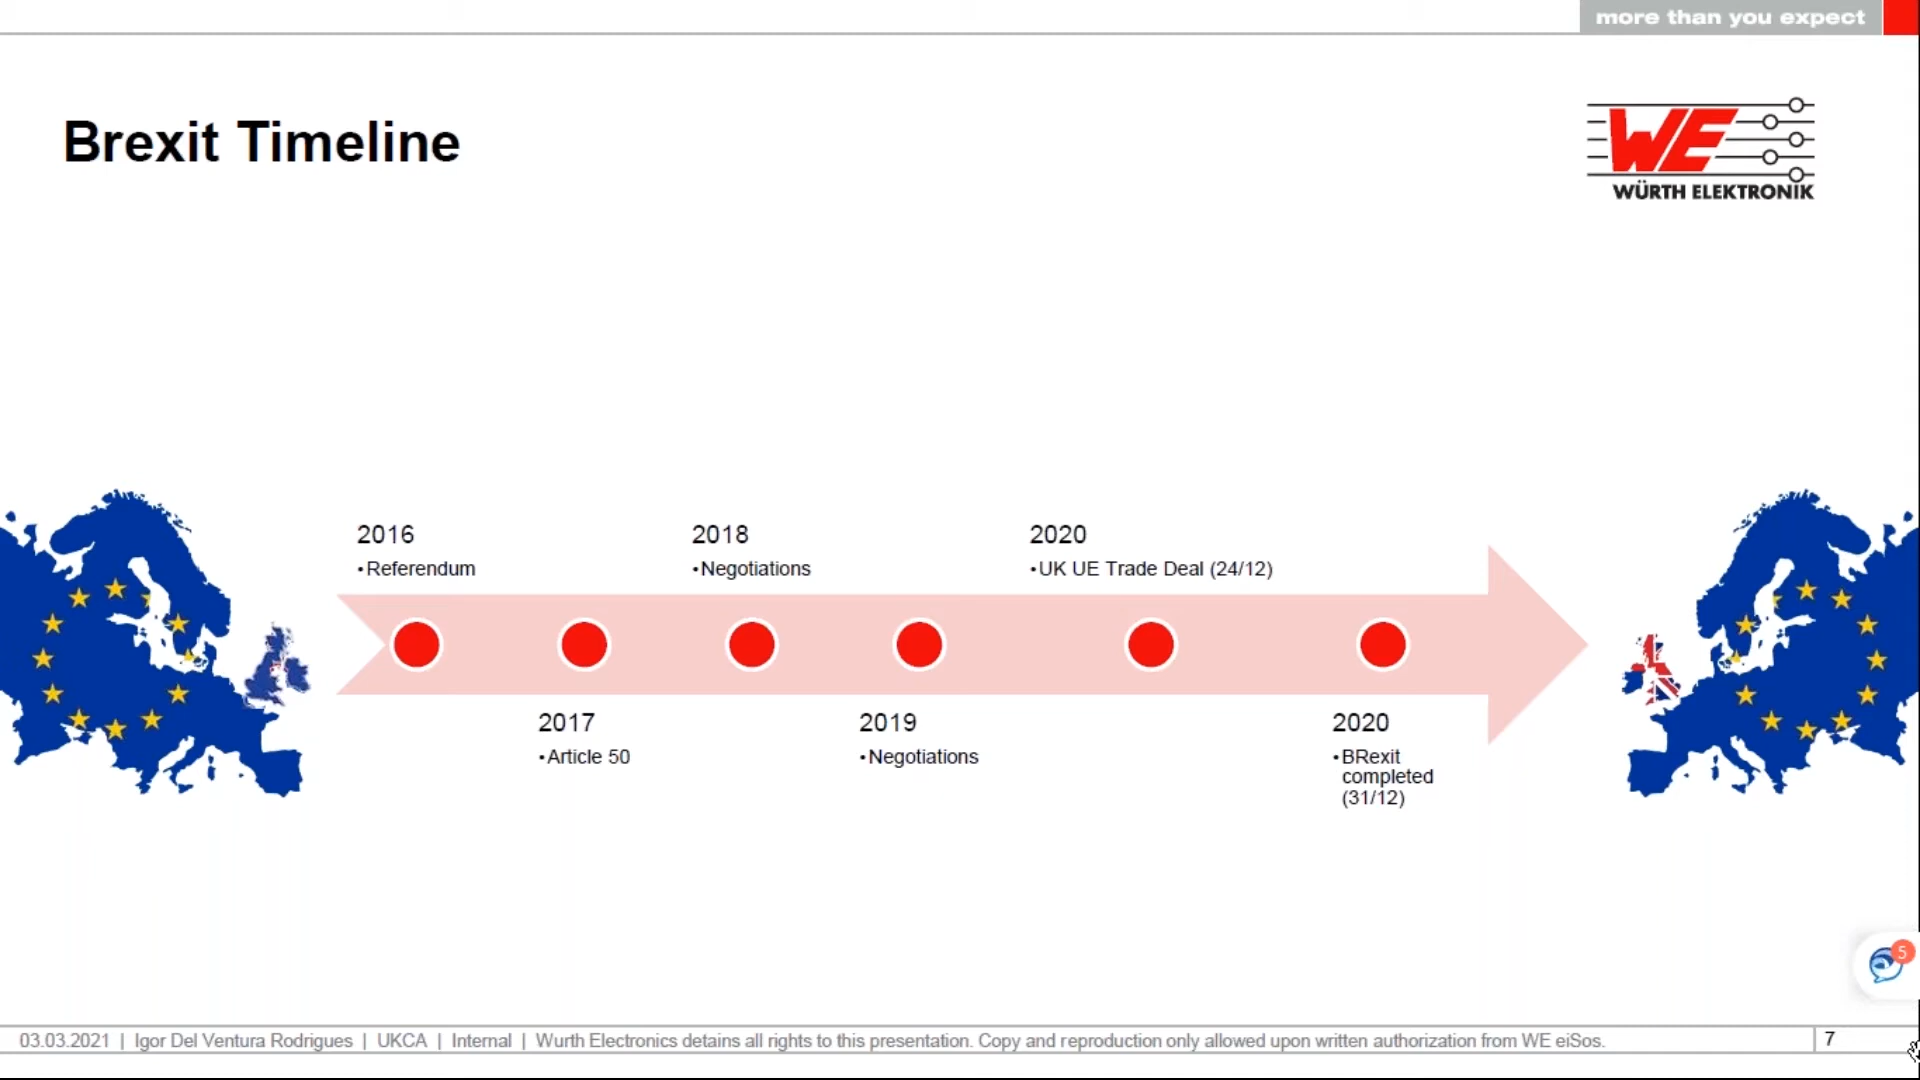 more than you expect
Brexit Timeline
WE
WÜRTH ELEKTRONIK
2016
•Referendum
2018
•Negotiations
2020
•UK UE Trade Deal (24/12)
2017
•Article 50
2019
•Negotiations
2020
•BRexit
completed
(31/12)
5
03.03.2021 | Igor Del Ventura Rodrigues | UKCA | Internal | Wurth Electronics detains all rights to this presentation. Copy and reproduction only allowed upon written authorization from WE eiSos.
7